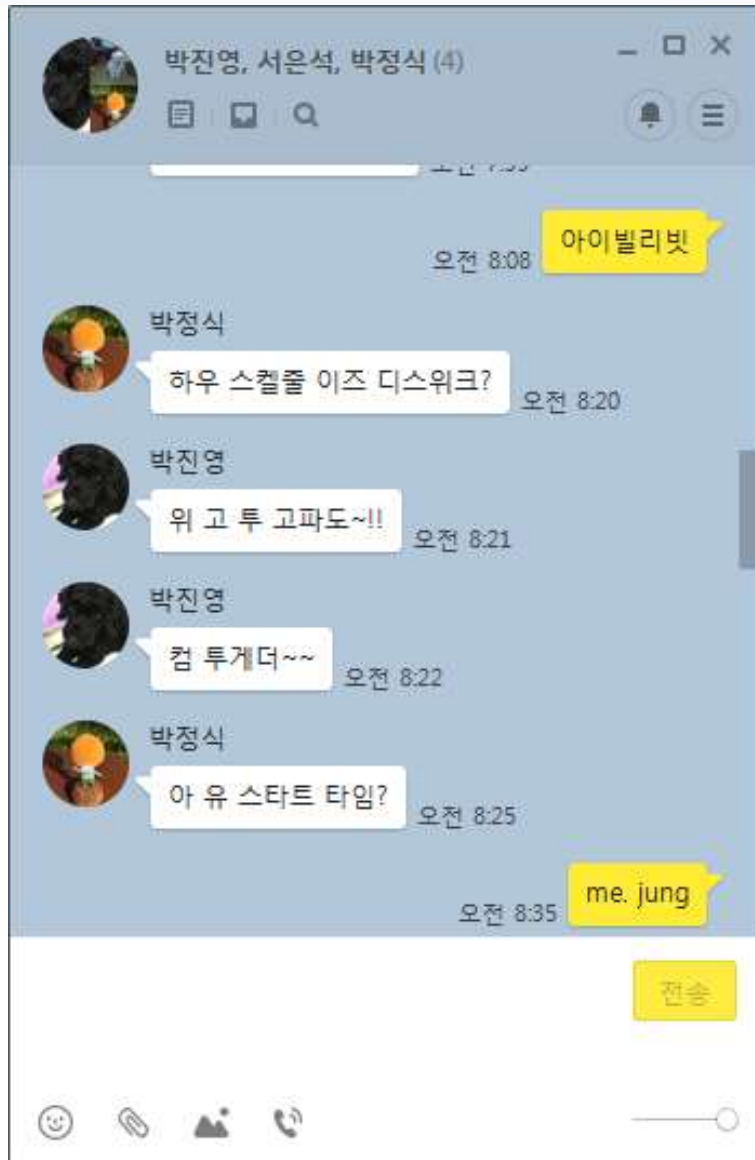 박진영, 서은석, 박정식 (4)
오전 8:08 아이빌리빗
박정식
하우 스켈줄 이즈 디스위크? 오전 8:20
박진영
위 고 투 고파도~!! 오전 8:21
박진영
컴 투게더~~ 오전 8:22
박정식
아 유 스타트 타임? 오전 8:25
오전 8:35 me. jung
전송